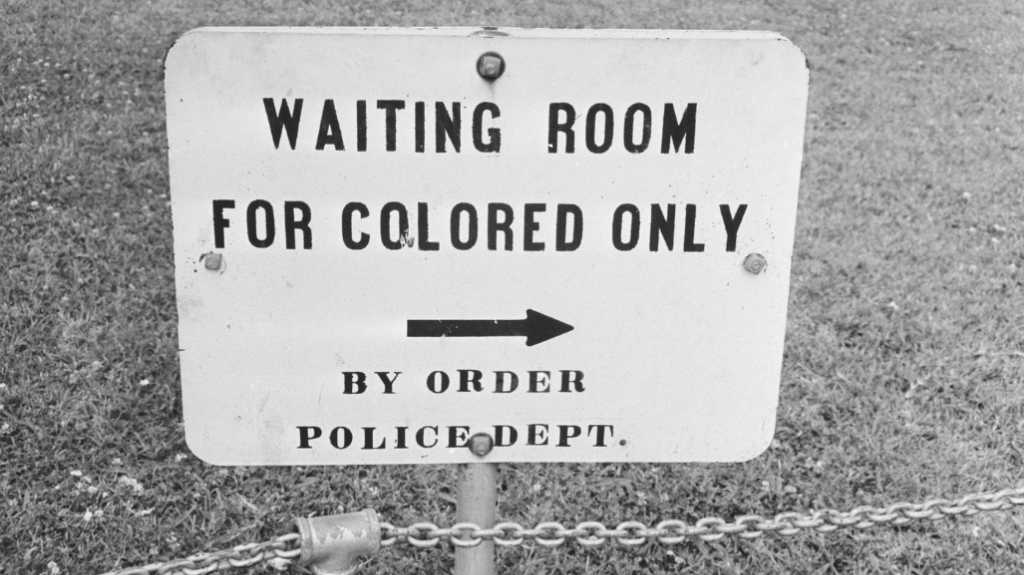 WAITING ROOM
FOR COLORED ONLY
BY ORDER
POLICE DEPT.